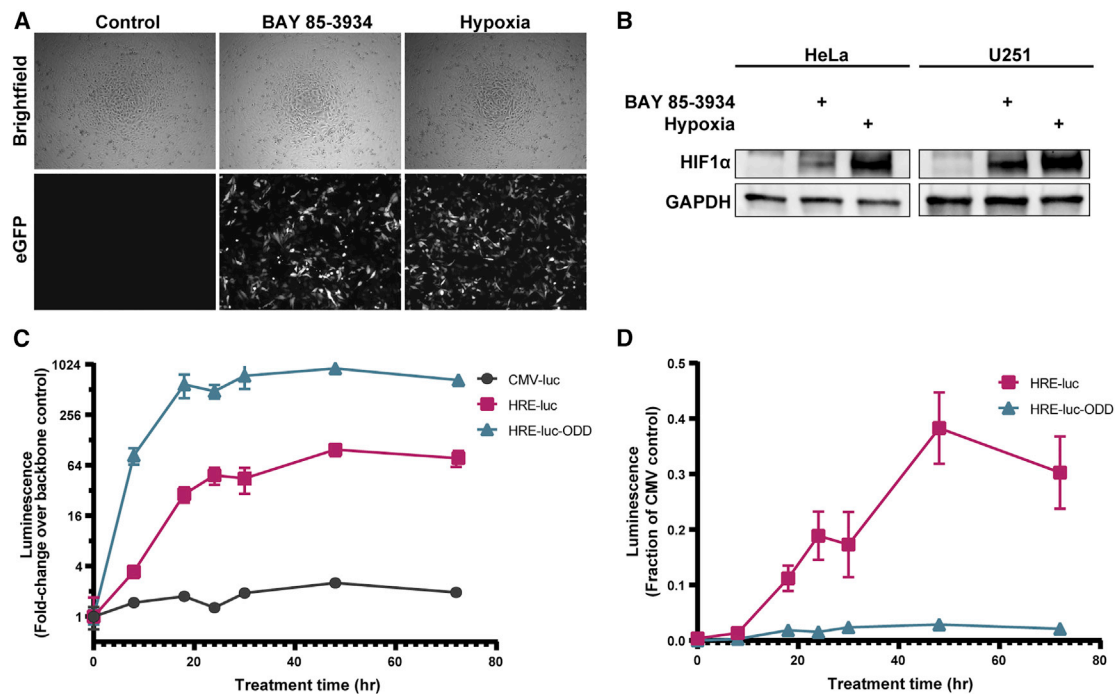 A
Control
BAY 85-3934
Hypoxia
Brightfield
eGFP
B
HeLa
U251
BAY 85-3934 + +
Hypoxia + +
HIF1α
GAPDH
C
1024
256
64
16
4
1
Luminescence
(Fold-change over backbone control)
0 20 40 60 80
Treatment time (hr)
CMV-luc
HRE-luc
HRE-luc-ODD
D
0.5
0.4
0.3
0.2
0.1
0.0
Luminescence
(Fraction of CMV control)
0 20 40 60 80
Treatment time (hr)
HRE-luc
HRE-luc-ODD